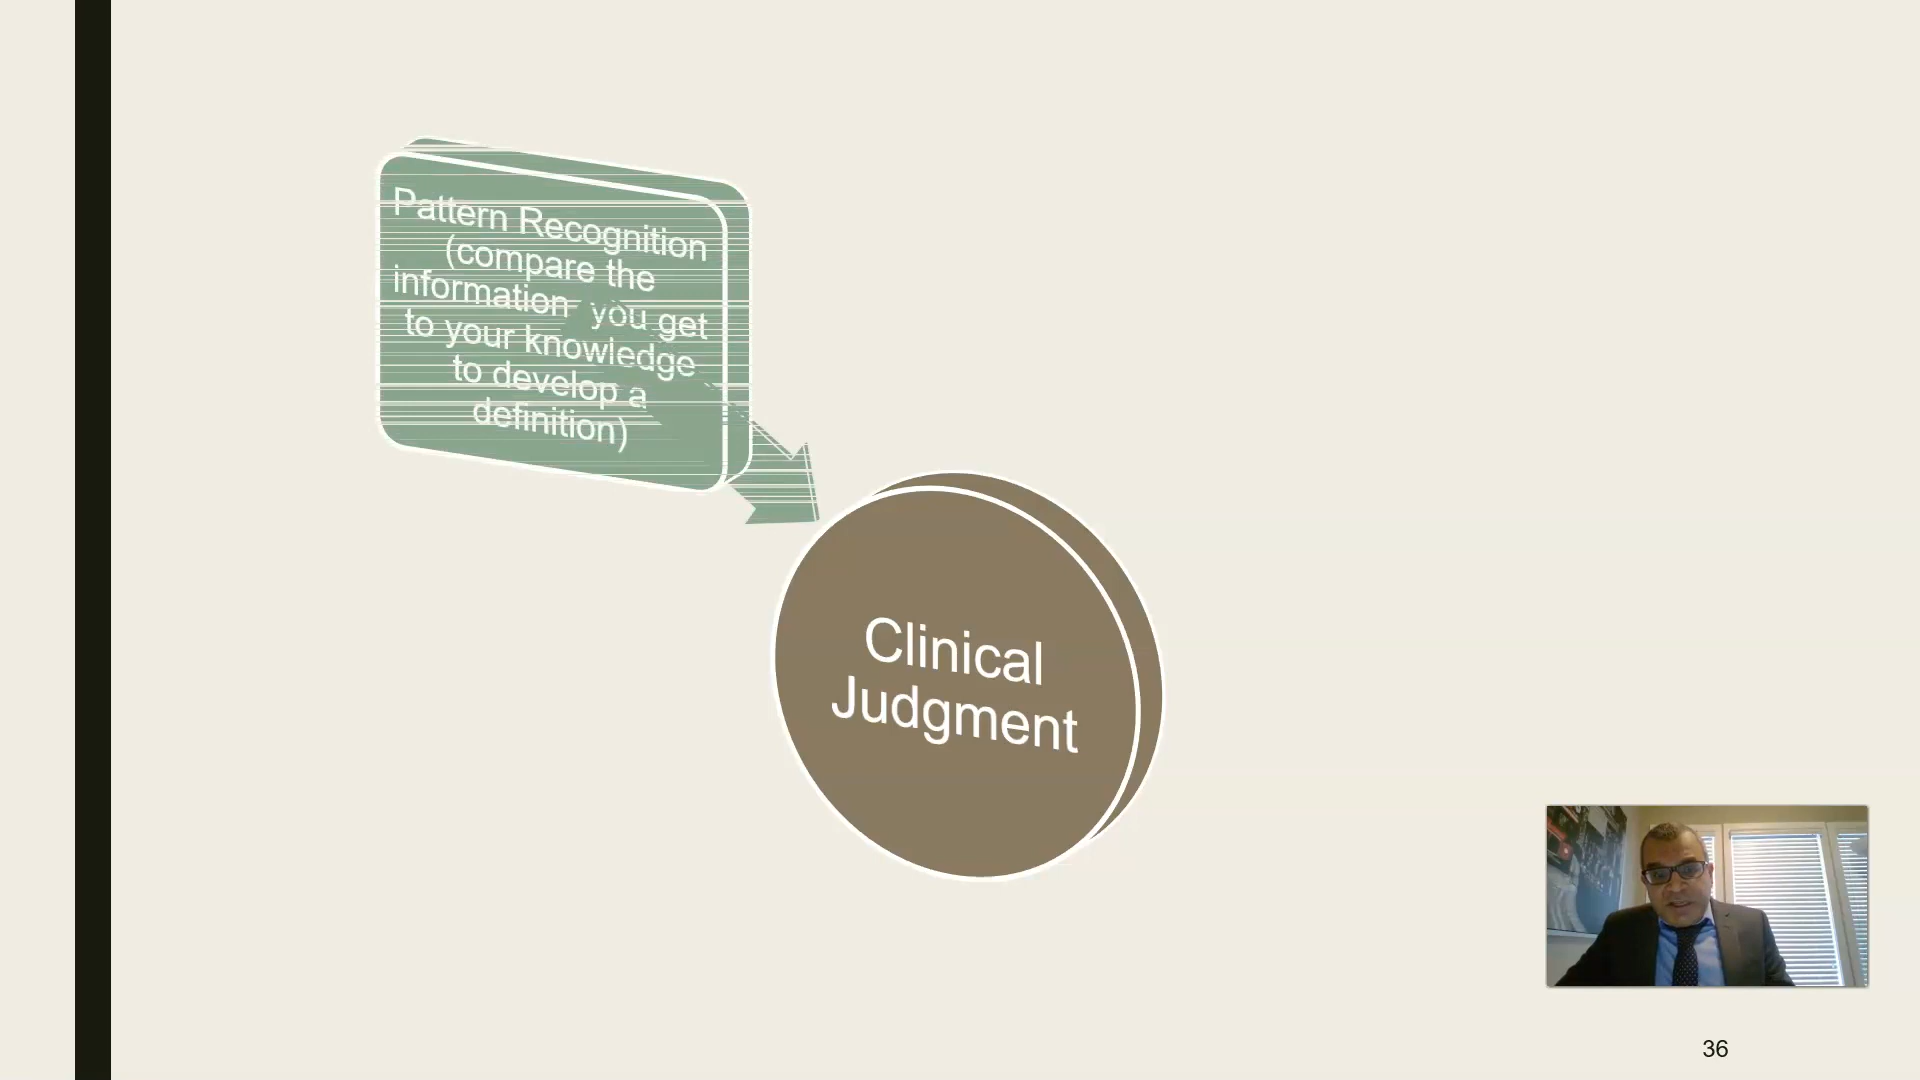 Pattern Recognition
(compare the
information you get
to your knowledge
to develop a
definition)
Clinical
Judgment
36